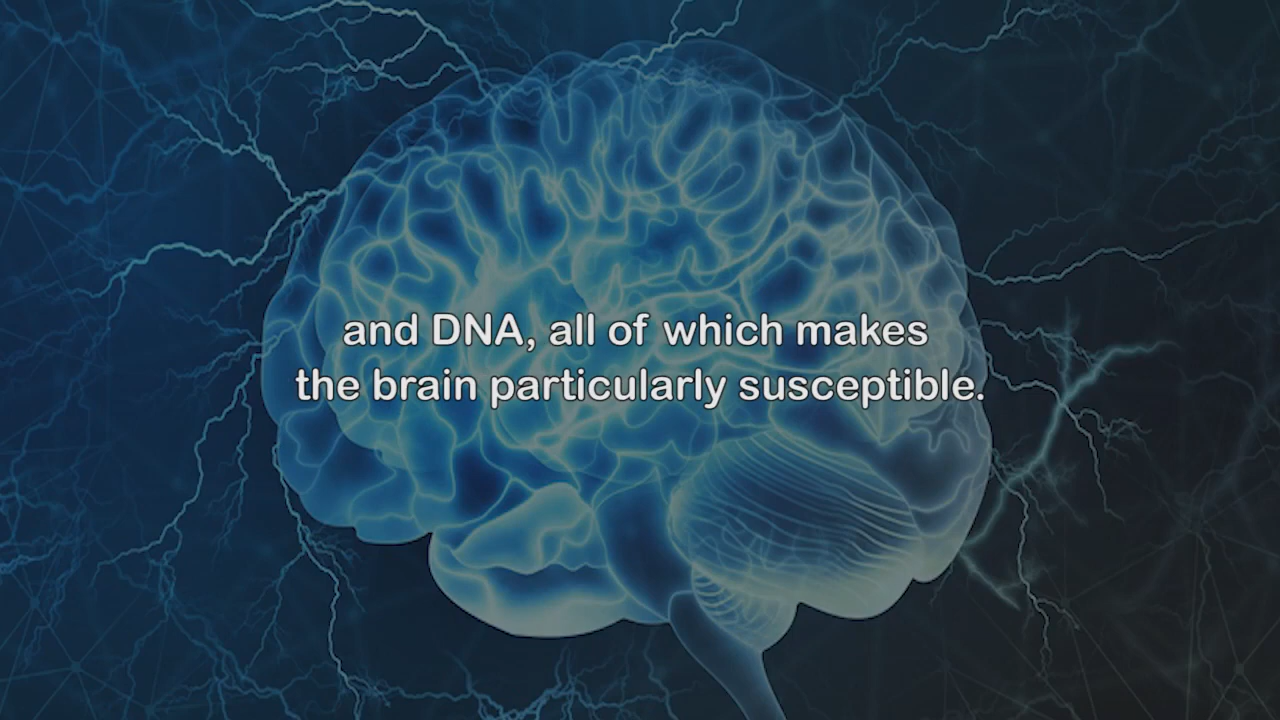 and DNA, all of which makes
the brain particularly susceptible.